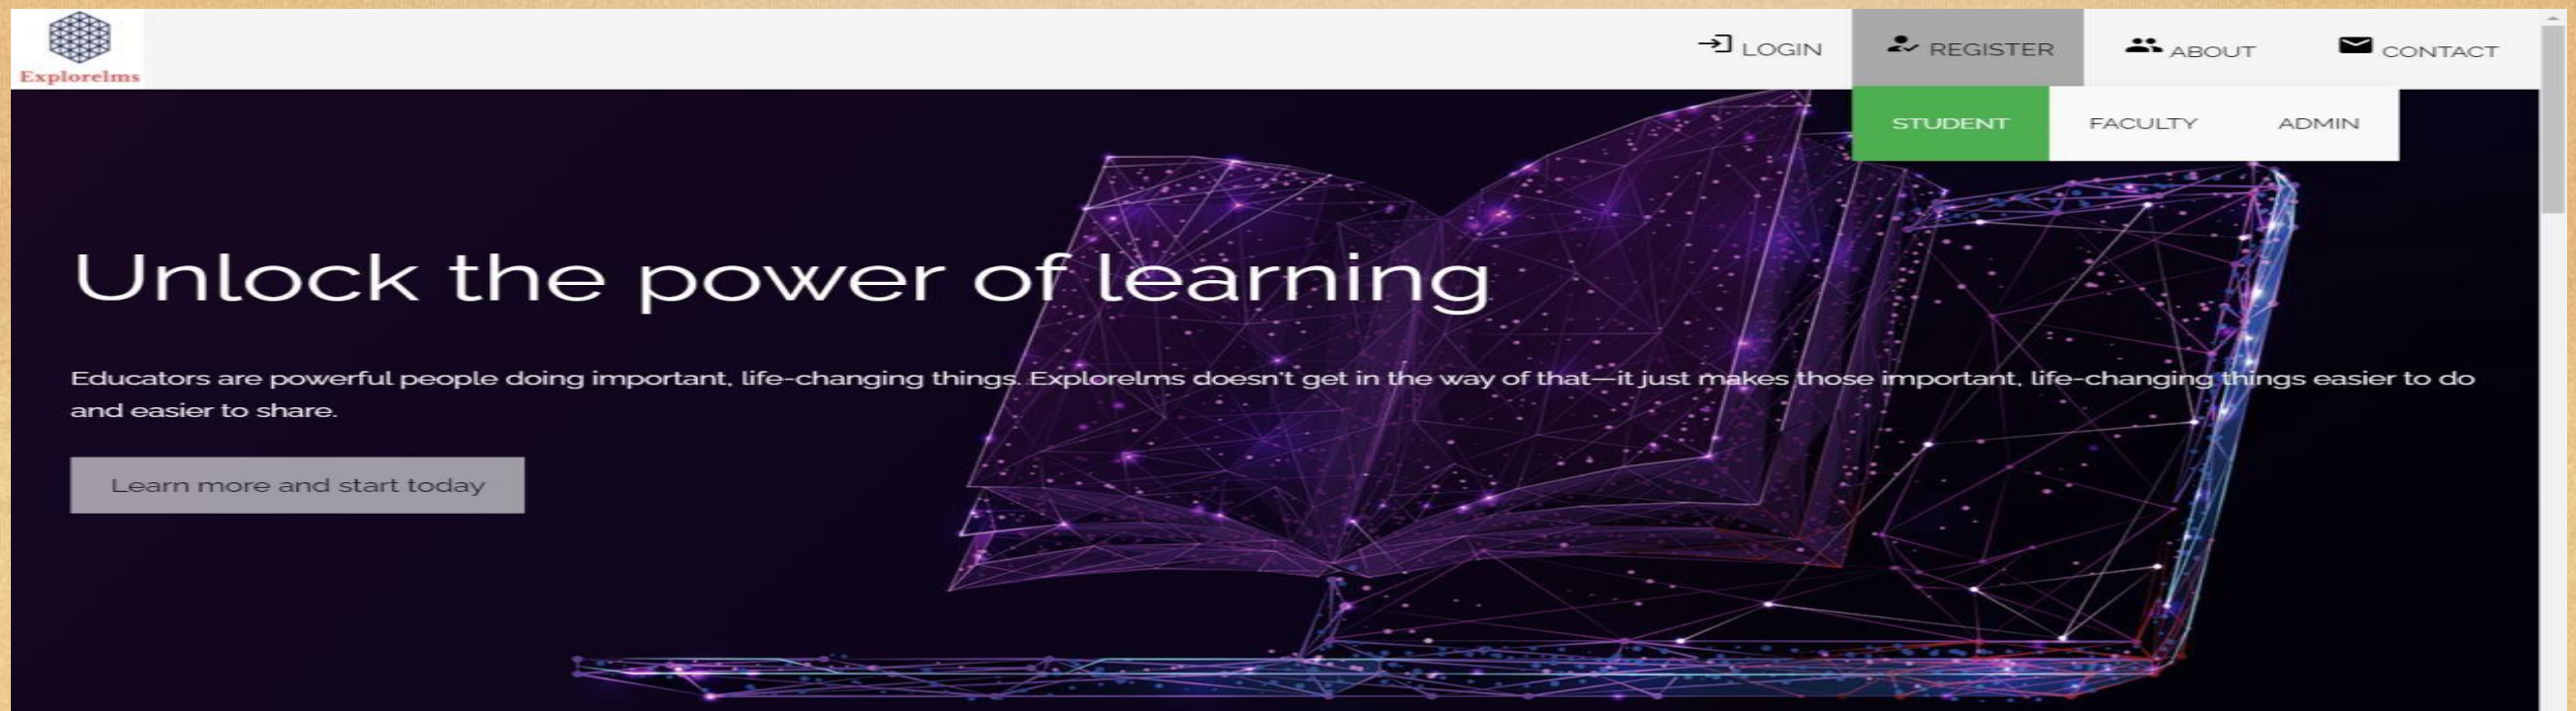 Explorelms
LOGIN
REGISTER
ABOUT
CONTACT
STUDENT
FACULTY
ADMIN
Unlock the power of learning
Educators are powerful people doing important, life-changing things. Explorelms doesn't get in the way of that—it just makes those important, life-changing things easier to do
and easier to share.
Learn more and start today